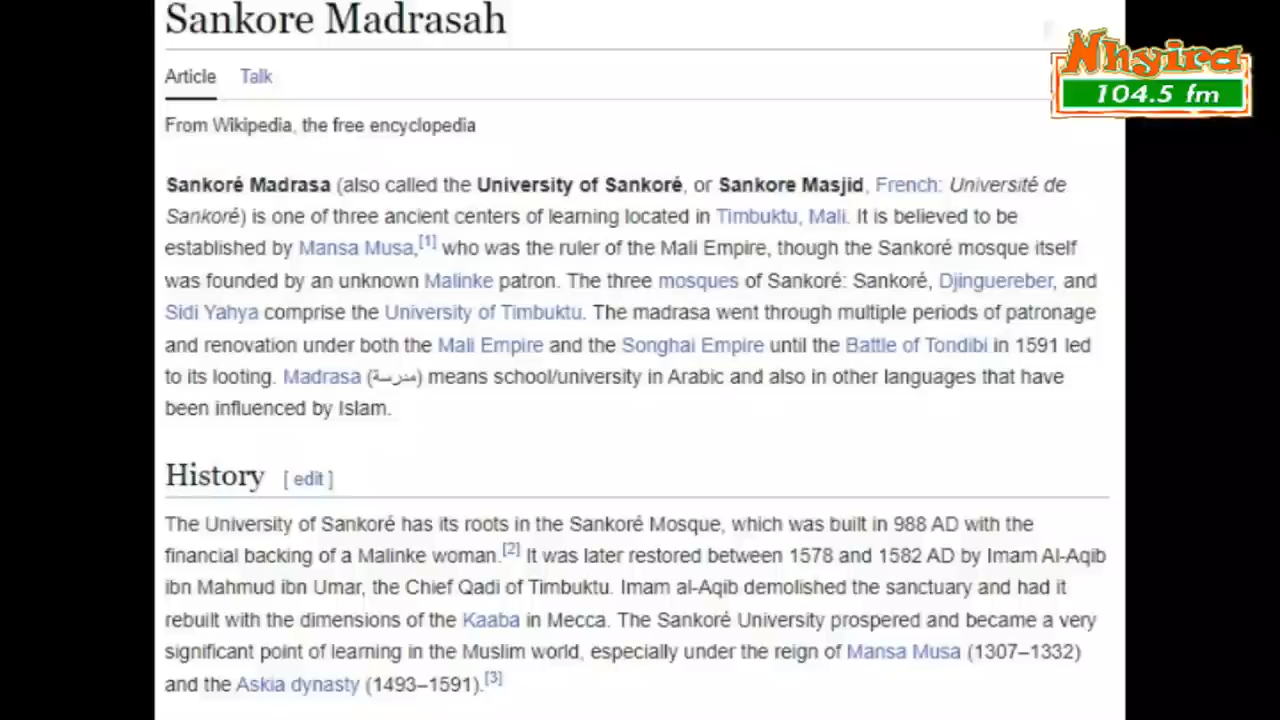 Sankore Madrasah
Nhyira
104.5 fm
Article Talk
From Wikipedia, the free encyclopedia
Sankoré Madrasa (also called the University of Sankoré, or Sankore Masjid, French: Université de
Sankoré) is one of three ancient centers of learning located in Timbuktu, Mali. It is believed to be
established by Mansa Musa,[1] who was the ruler of the Mali Empire, though the Sankoré mosque itself
was founded by an unknown Malinke patron. The three mosques of Sankoré: Sankoré, Djinguereber, and
Sidi Yahya comprise the University of Timbuktu. The madrasa went through multiple periods of patronage
and renovation under both the Mali Empire and the Songhai Empire until the Battle of Tondibi in 1591 led
to its looting. Madrasa (مدرسة) means school/university in Arabic and also in other languages that have
been influenced by Islam.
History [ edit ]
The University of Sankoré has its roots in the Sankoré Mosque, which was built in 988 AD with the
financial backing of a Malinke woman.[2] It was later restored between 1578 and 1582 AD by Imam Al-Aqib
ibn Mahmud ibn Umar, the Chief Qadi of Timbuktu. Imam al-Aqib demolished the sanctuary and had it
rebuilt with the dimensions of the Kaaba in Mecca. The Sankoré University prospered and became a very
significant point of learning in the Muslim world, especially under the reign of Mansa Musa (1307–1332)
and the Askia dynasty (1493–1591).[3]